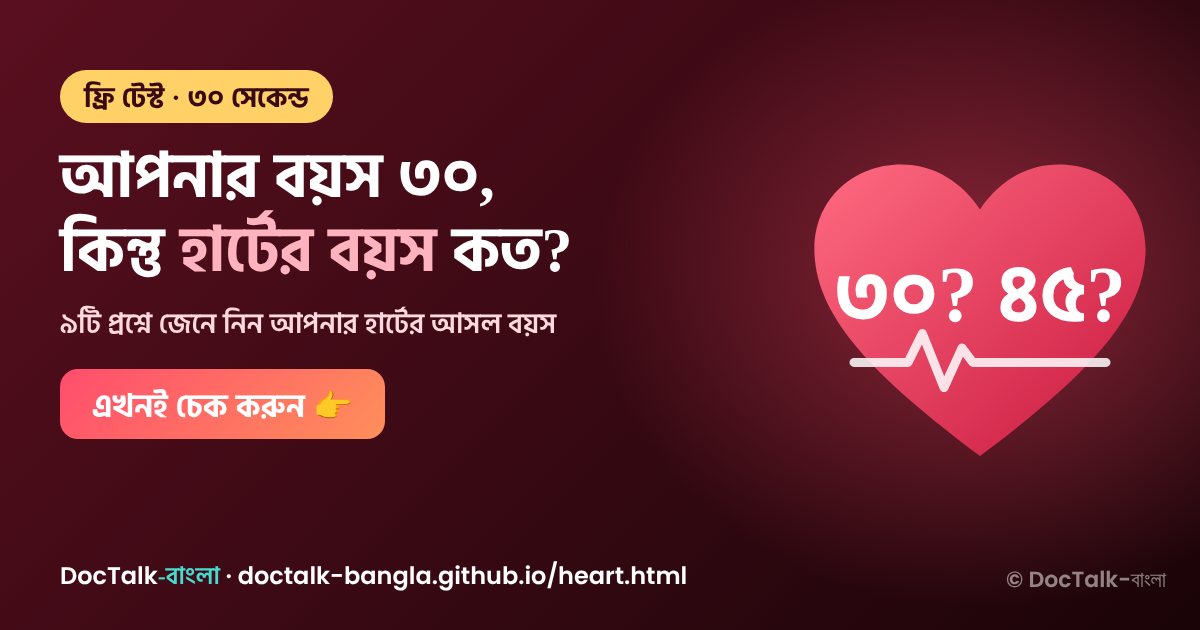 ফ্রি টেস্ট · ৩০ সেকেন্ড
আপনার বয়স ৩০,
কিন্তু হার্টের বয়স কত?
৯টি প্রশ্নে জেনে নিন আপনার হার্টের আসল বয়স
এখনই চেক করুন 👉
৩০? ৪৫?
DocTalk-বাংলা · doctalk-bangla.github.io/heart.html
© DocTalk-বাংলা